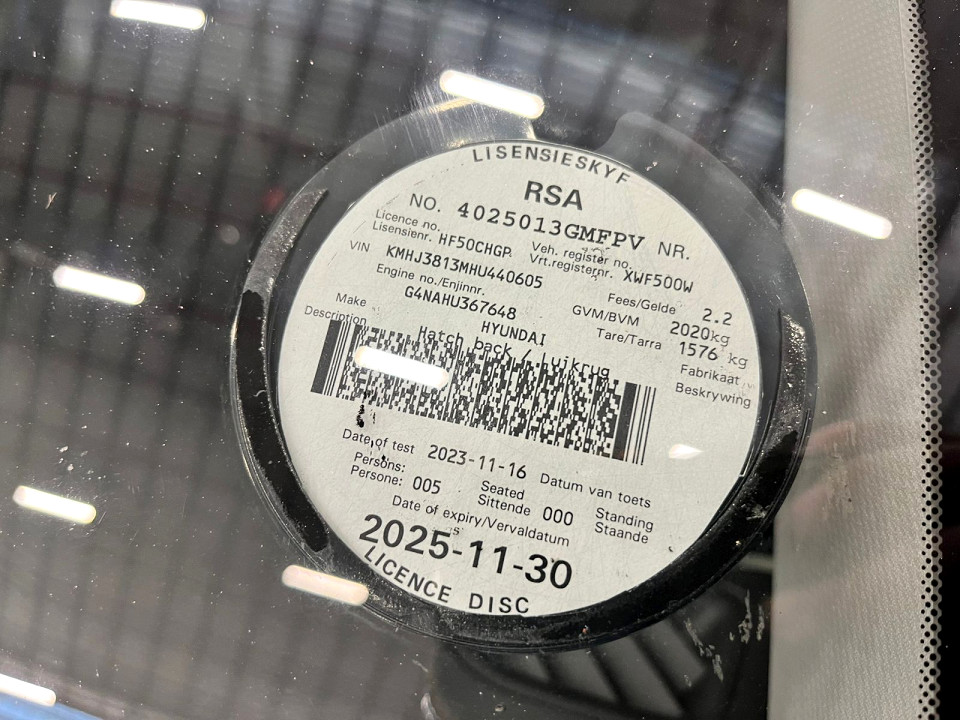 LISENSIESKYF
RSA
NO. 4025013GMFPV NR.
Licence no. Veh. register no.
Lisensienr. HF50CHGP Vrt.registernr. XWF500W
VIN KMHJ3813MHU440605 Fees/Gelde 2.2
Engine no./Enjinnr. GVM/BVM 2020kg
G4NAHU367648 Tare/Tarra 1576 kg
Make HYUNDAI Fabrikaat
Description Hatch back / Luikrug Beskrywing
Date of test 2023-11-16 Datum van toets
Persons: Seated Standing
Persone: 005 Sittende 000 Staande
Date of expiry/Vervaldatum
2025-11-30
LICENCE DISC